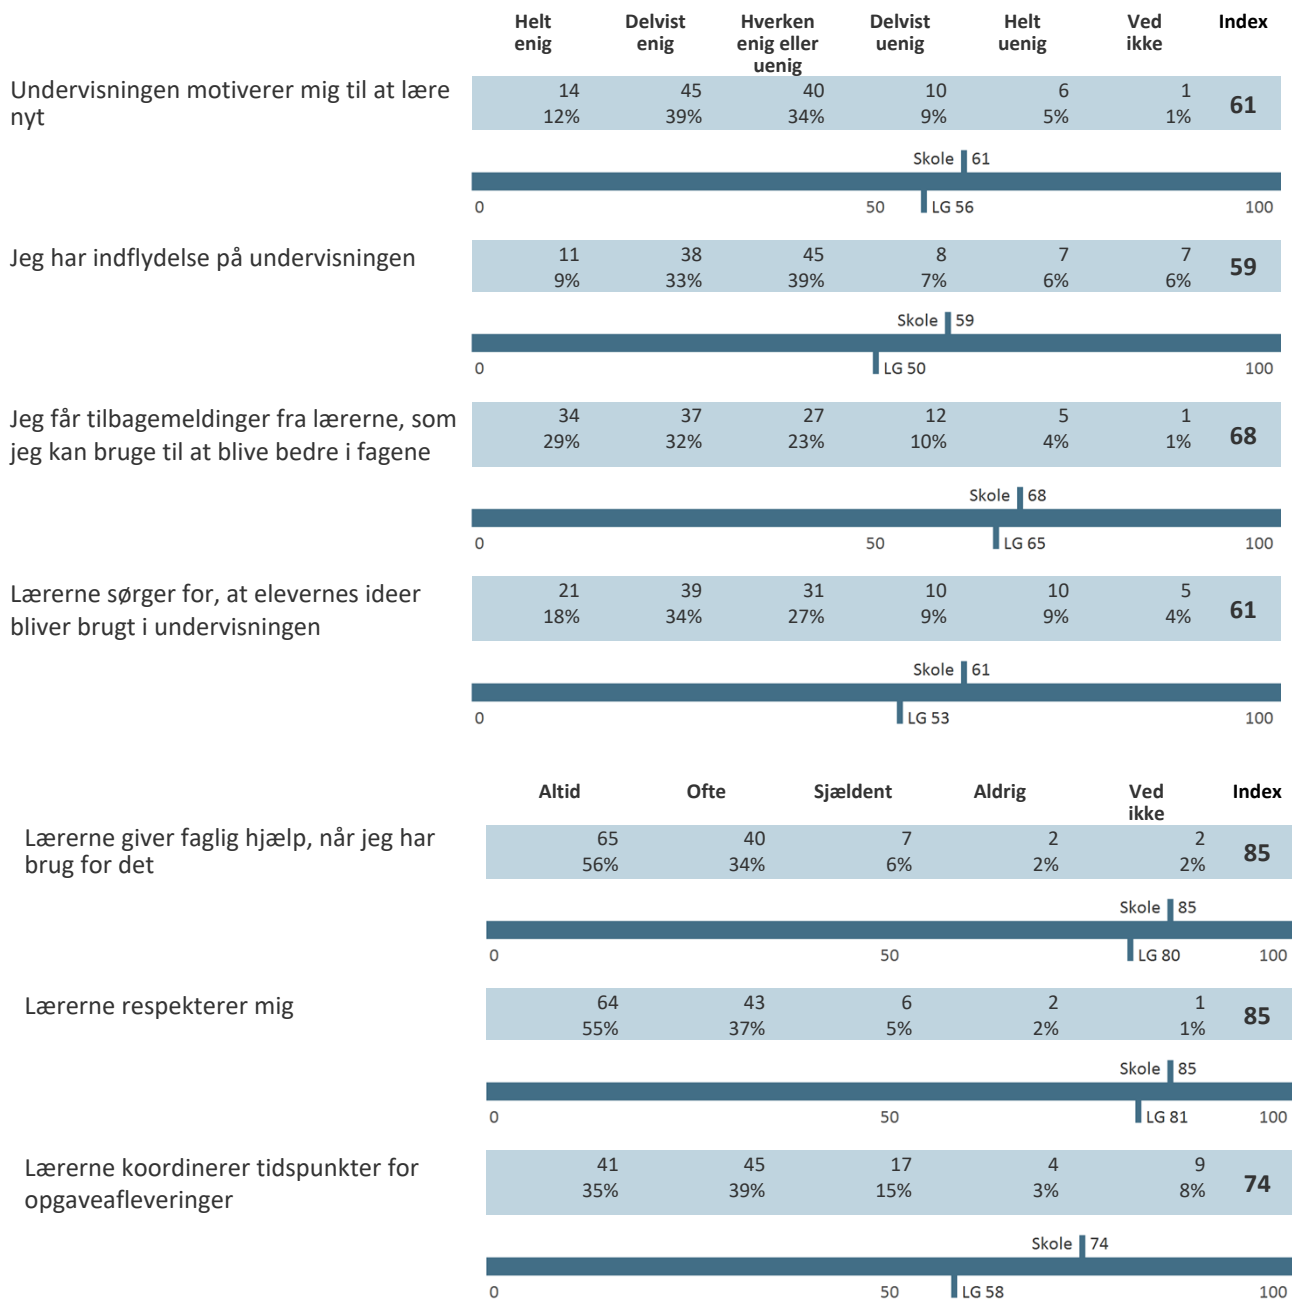 Helt enig Delvist enig Hverken enig eller uenig Delvist uenig Helt uenig Ved ikke Index
Undervisningen motiverer mig til at lære nyt
14 45 40 10 6 1
12% 39% 34% 9% 5% 1%
61
Skole 61
0 50 LG 56 100
Jeg har indflydelse på undervisningen
11 38 45 8 7 7
9% 33% 39% 7% 6% 6%
59
Skole 59
0 LG 50 100
Jeg får tilbagemeldinger fra lærerne, som
jeg kan bruge til at blive bedre i fagene
34 37 27 12 5 1
29% 32% 23% 10% 4% 1%
68
Skole 68
0 50 LG 65 100
Lærerne sørger for, at elevernes ideer
bliver brugt i undervisningen
21 39 31 10 10 5
18% 34% 27% 9% 9% 4%
61
Skole 61
0 LG 53 100
Altid Ofte Sjældent Aldrig Ved ikke Index
Lærerne giver faglig hjælp, når jeg har
brug for det
65 40 7 2 2
56% 34% 6% 2% 2%
85
Skole 85
0 50 LG 80 100
Lærerne respekterer mig
64 43 6 2 1
55% 37% 5% 2% 1%
85
Skole 85
0 50 LG 81 100
Lærerne koordinerer tidspunkter for
opgaveafleveringer
41 45 17 4 9
35% 39% 15% 3% 8%
74
Skole 74
0 50 LG 58 100